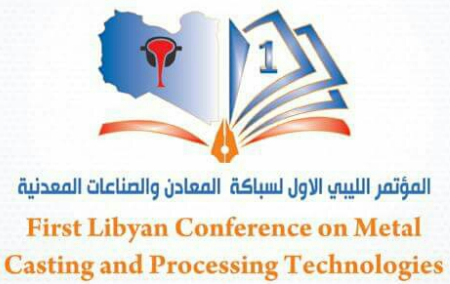 1
المؤتمر الليبي الاول لسباكة المعادن والصناعات المعدنية
First Libyan Conference on Metal
Casting and Processing Technologies